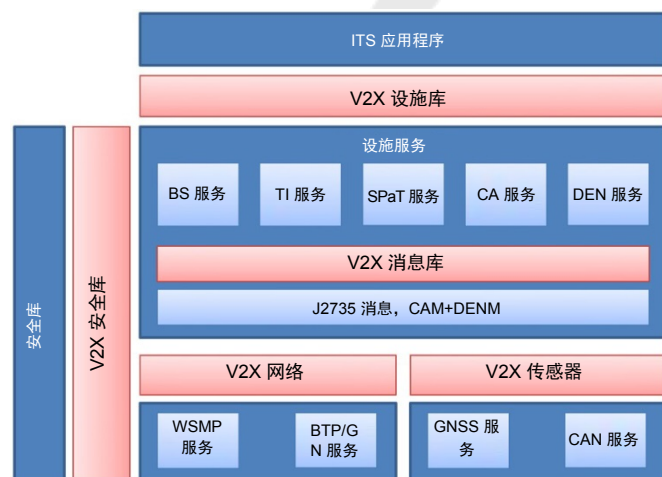 ITS 应用程序
V2X 设施库
设施服务
BS 服务
TI 服务
SPaT 服务
CA 服务
DEN 服务
V2X 消息库
J2735 消息，CAM+DENM
安全库
V2X 安全库
V2X 网络
V2X 传感器
WSMP
服务
BTP/G
N 服务
GNSS 服
务
CAN 服务